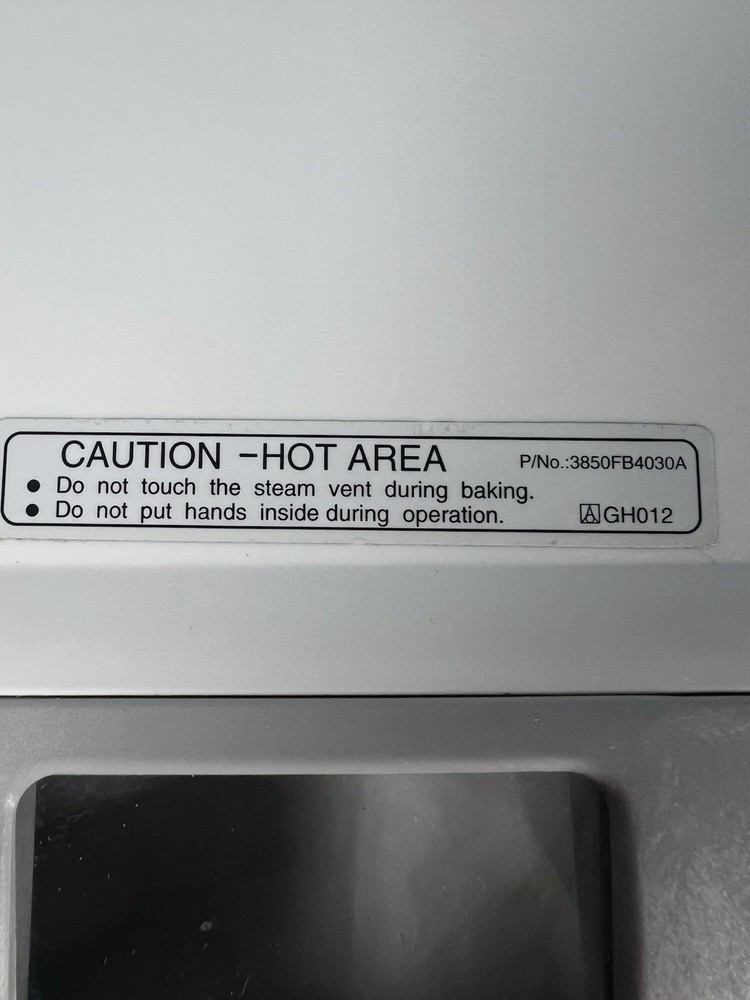 CAUTION -HOT AREA P/No.:3850FB4030A
● Do not touch the steam vent during baking.
● Do not put hands inside during operation. GH012